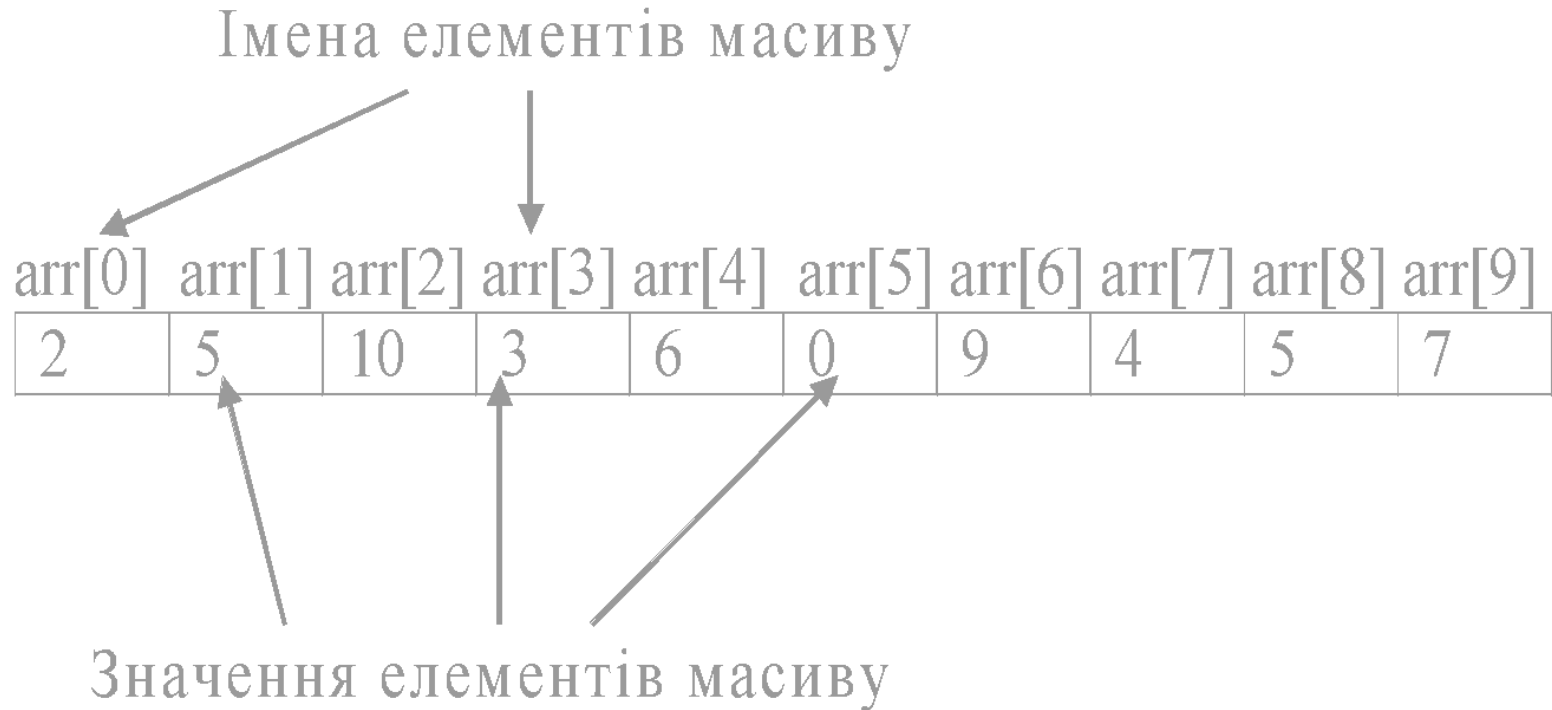 Імена елементів масиву
arr[0] arr[1] arr[2] arr[3] arr[4] arr[5] arr[6] arr[7] arr[8] arr[9]
2 5 10 3 6 0 9 4 5 7
Значення елементів масиву